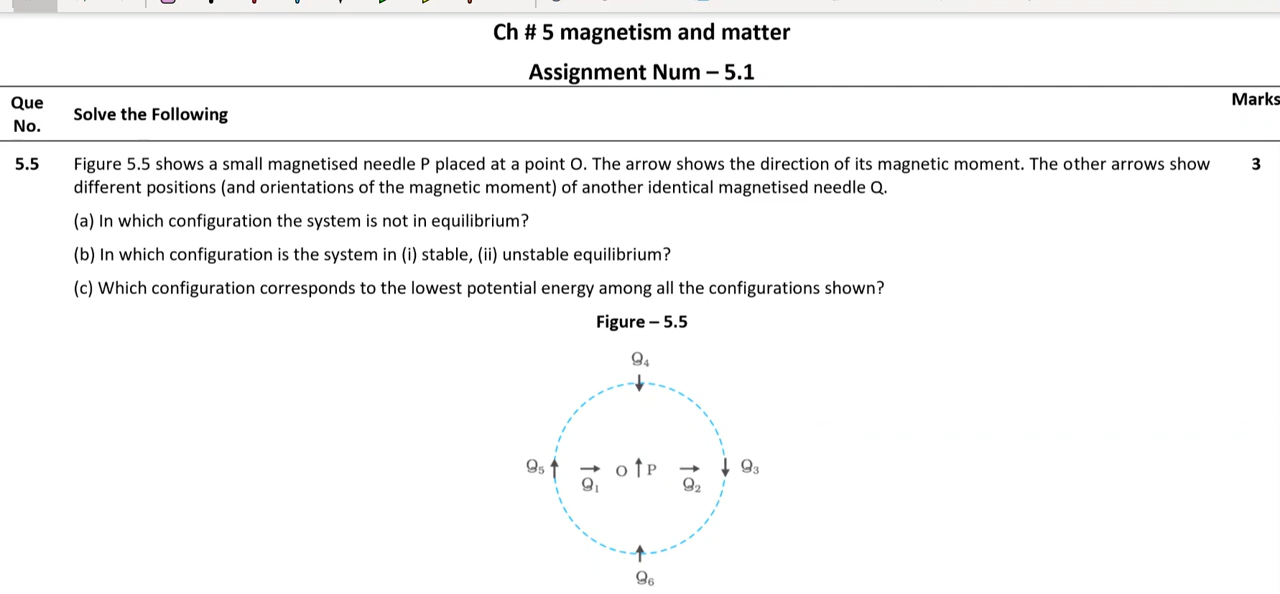 Ch # 5 magnetism and matter
Assignment Num – 5.1
Que No.
Solve the Following
Marks
5.5 Figure 5.5 shows a small magnetised needle P placed at a point O. The arrow shows the direction of its magnetic moment. The other arrows show 3
different positions (and orientations of the magnetic moment) of another identical magnetised needle Q.
(a) In which configuration the system is not in equilibrium?
(b) In which configuration is the system in (i) stable, (ii) unstable equilibrium?
(c) Which configuration corresponds to the lowest potential energy among all the configurations shown?
Figure – 5.5
Q₄
Q₅ Q₁ O P Q₂ Q₃
Q₆